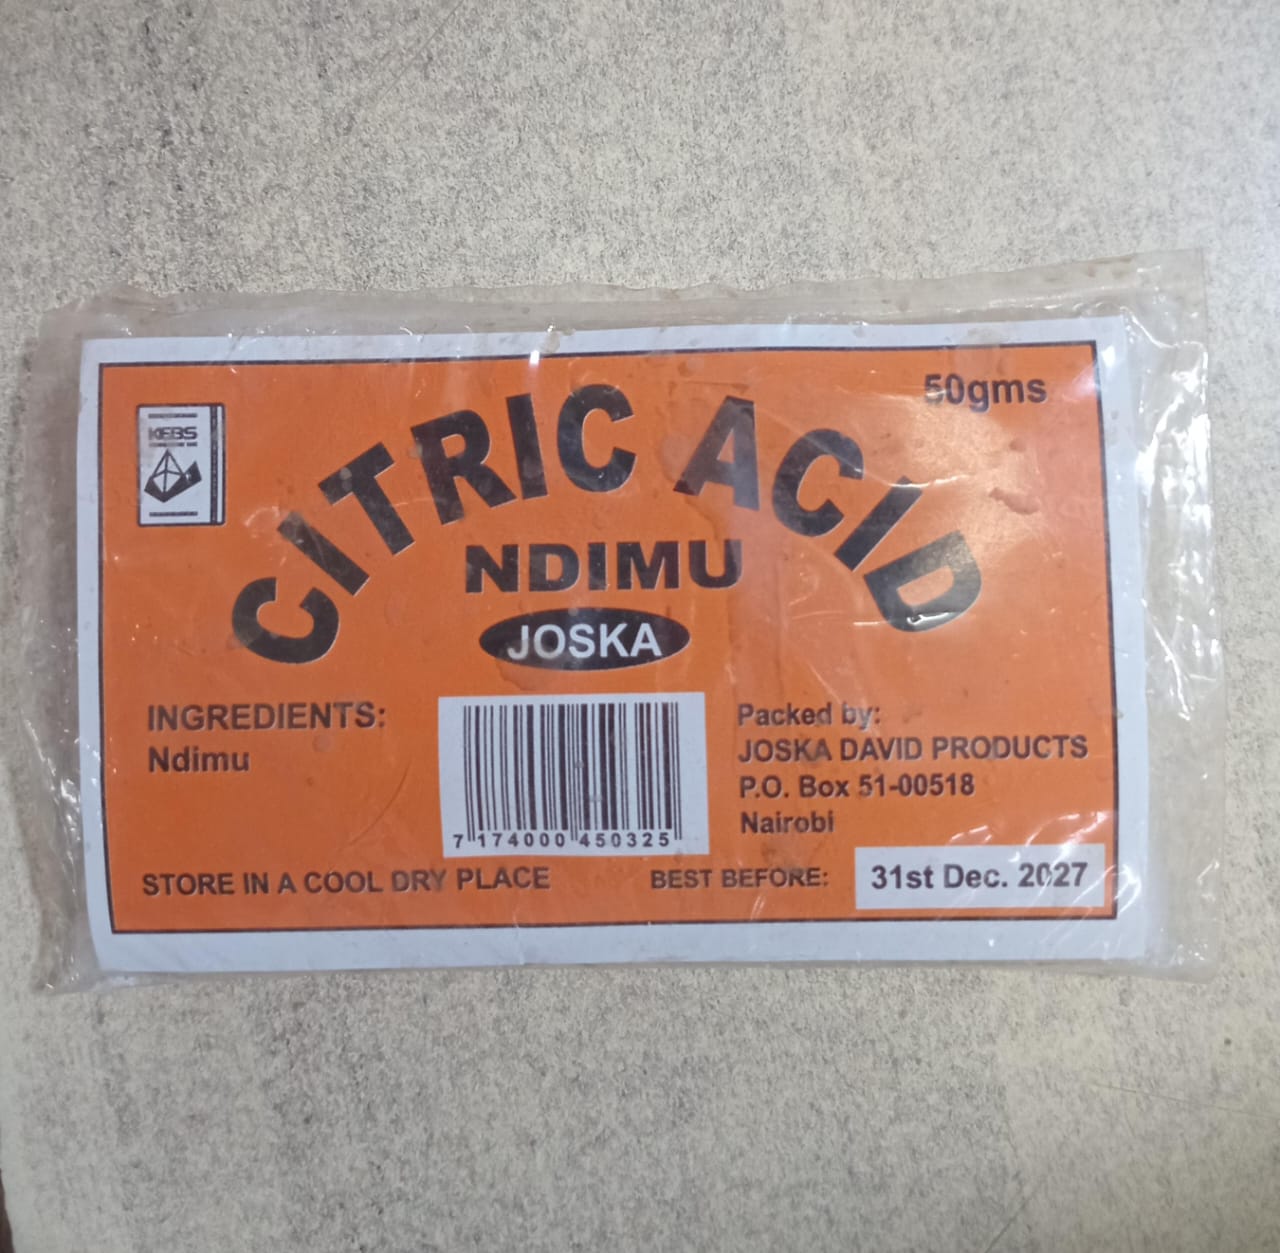 50gms
KEBS
CITRIC ACID
NDIMU
JOSKA
INGREDIENTS:
Ndimu
7 174000 450325
Packed by:
JOSKA DAVID PRODUCTS
P.O. Box 51-00518
Nairobi
STORE IN A COOL DRY PLACE
BEST BEFORE: 31st Dec. 2027